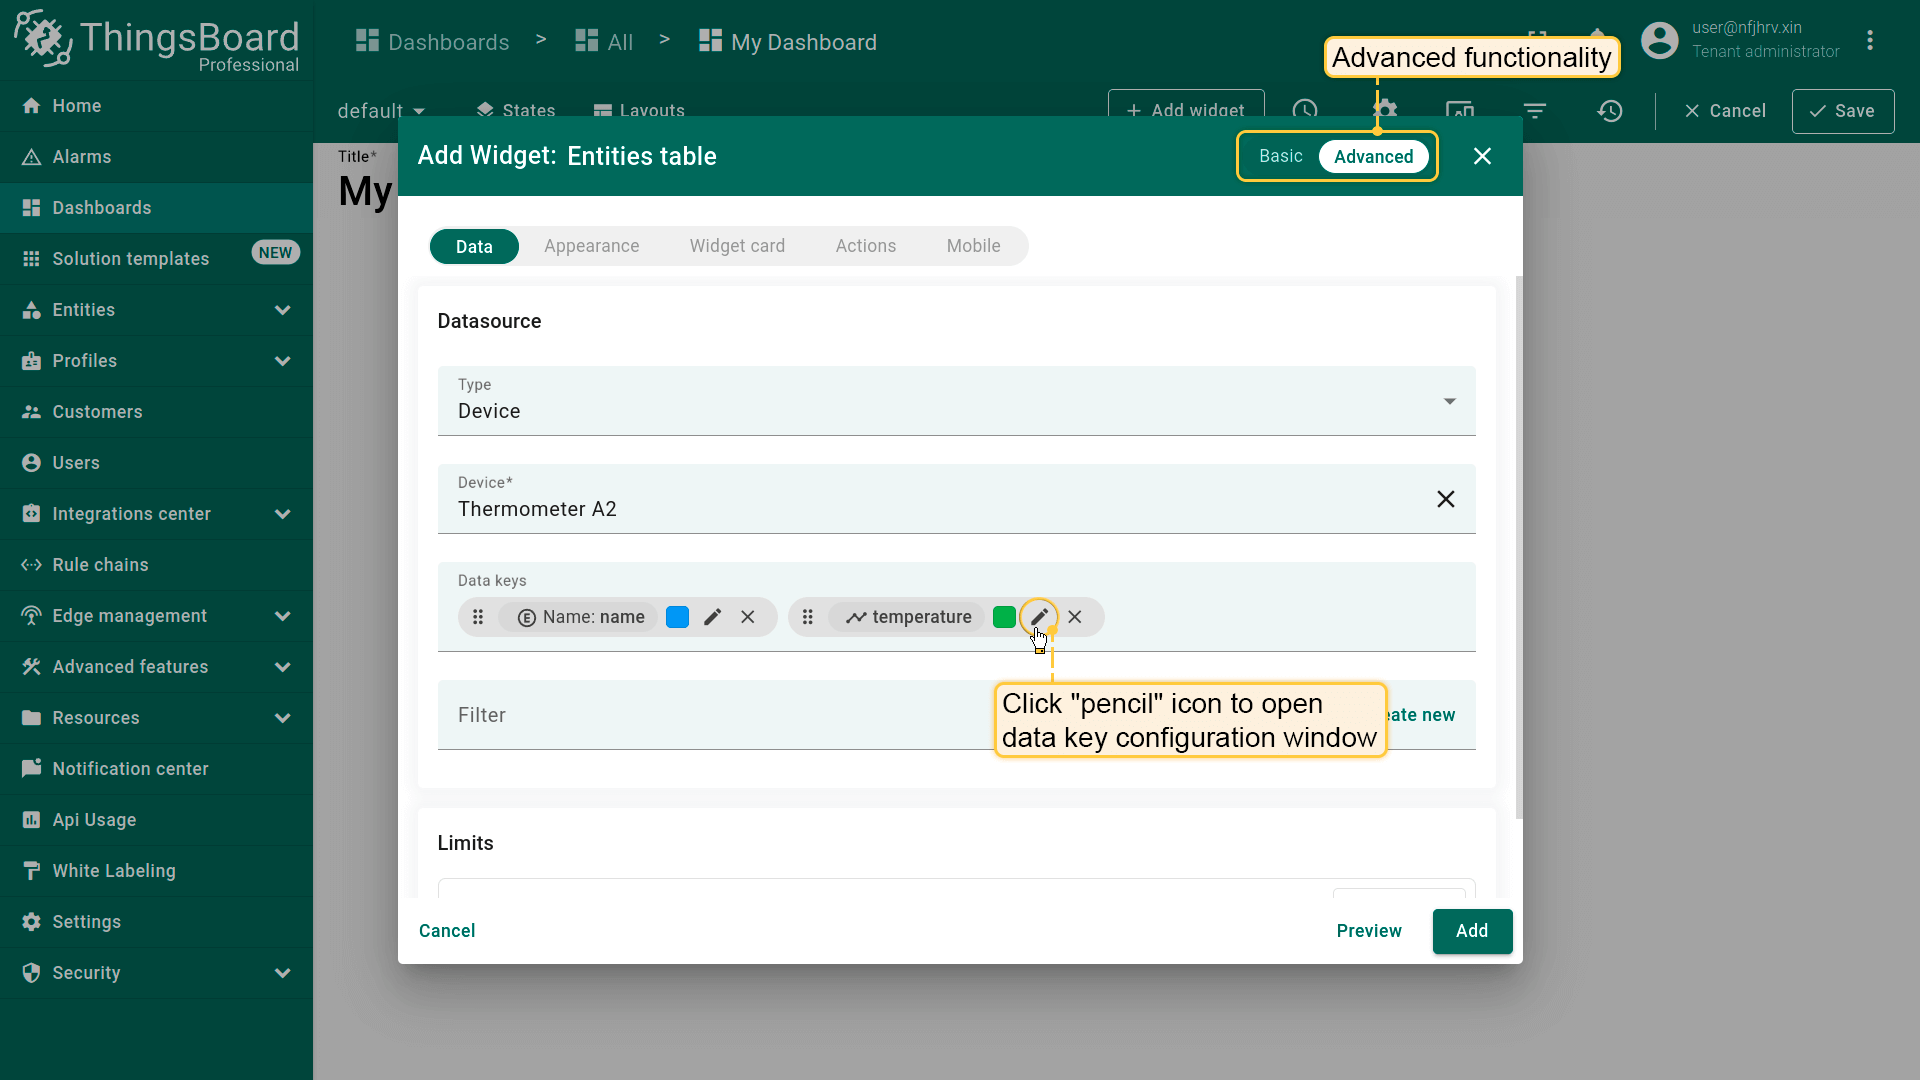 ThingsBoard
Professional
Dashboards > All > My Dashboard
user@nfjhrv.xin
Tenant administrator
Advanced functionality
Home
Alarms
Dashboards
Solution templates NEW
Entities
Profiles
Customers
Users
Integrations center
Rule chains
Edge management
Advanced features
Resources
Notification center
Api Usage
White Labeling
Settings
Security
default States Layouts
+ Add widget Cancel Save
Title*
My
Add Widget: Entities table
Basic Advanced
Data Appearance Widget card Actions Mobile
Datasource
Type
Device
Device*
Thermometer A2
Data keys
E Name: name temperature
Filter
eate new
Click "pencil" icon to open
data key configuration window
Limits
Cancel Preview Add